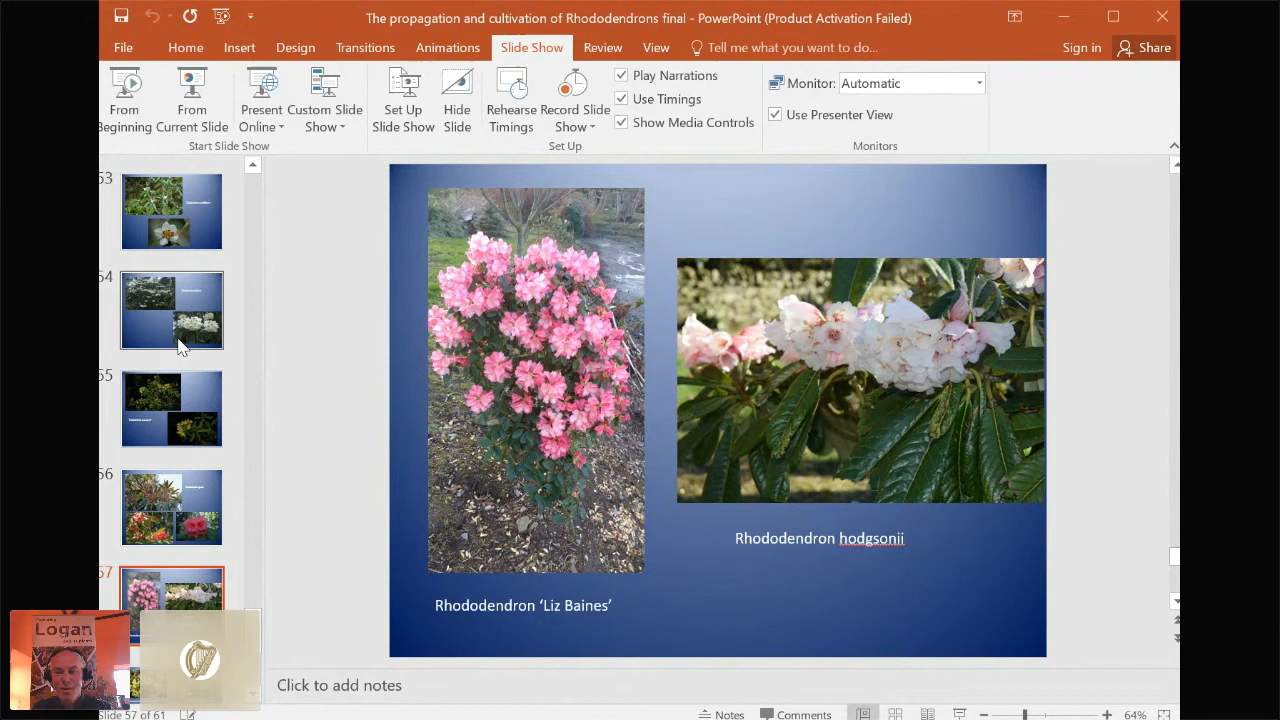 The propagation and cultivation of Rhododendrons final - PowerPoint (Product Activation Failed)
File Home Insert Design Transitions Animations Slide Show Review View Tell me what you want to do... Sign in Share
From Beginning
From Current Slide
Present Online
Custom Slide Show
Set Up Slide Show
Hide Slide
Rehearse Timings
Record Slide Show
Play Narrations
Use Timings
Show Media Controls
Monitor: Automatic
Use Presenter View
Start Slide Show
Set Up
Monitors
53
54
55
56
57
Rhododendron hodgsonii
Rhododendron ‘Liz Baines’
Logan
Click to add notes
Slide 57 of 61
Notes
Comments
64%